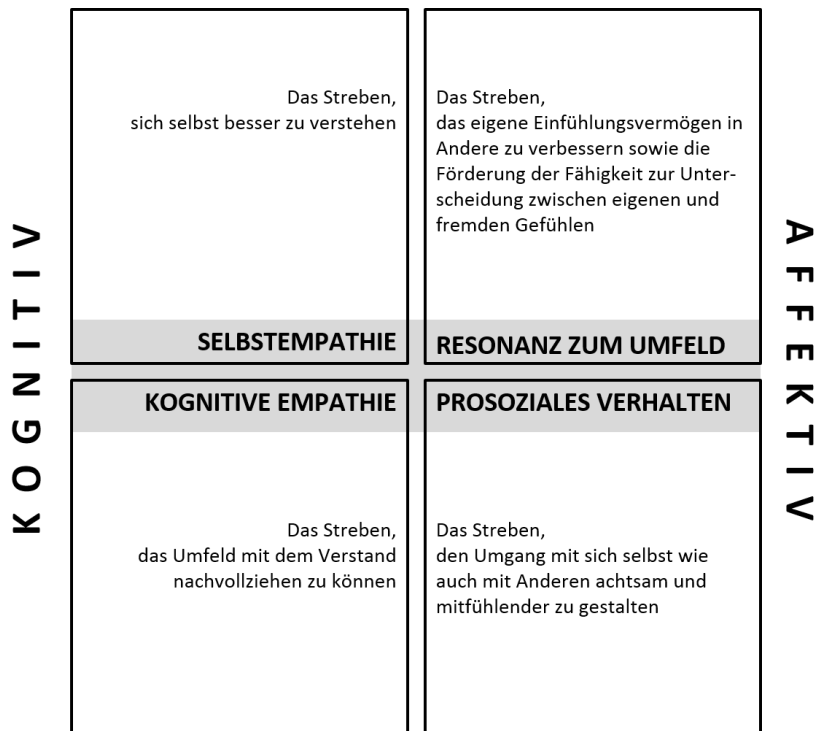 KOGNITIV
Das Streben,
sich selbst besser zu verstehen
SELBSTEMPATHIE
Das Streben,
das eigene Einfühlungsvermögen in
Andere zu verbessern sowie die
Förderung der Fähigkeit zur Unter-
scheidung zwischen eigenen und
fremden Gefühlen
RESONANZ ZUM UMFELD
KOGNITIVE EMPATHIE
Das Streben,
das Umfeld mit dem Verstand
nachvollziehen zu können
PROSOZIALES VERHALTEN
Das Streben,
den Umgang mit sich selbst wie
auch mit Anderen achtsam und
mitfühlender zu gestalten
AFFEKTIV